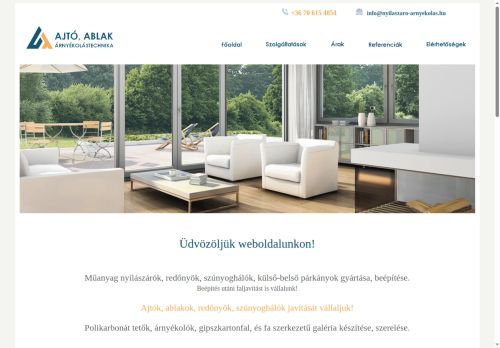 +36 70 615 4854
info@nyilaszaro-arnyekolas.hu
AJTÓ, ABLAK
ÁRNYÉKOLÁSTECHNIKA
Főoldal Szolgáltatások Árak Referenciák Elérhetőségek
Üdvözöljük weboldalunkon!
Műanyag nyílászárók, redőnyök, szúnyoghálók, külső-belső párkányok gyártása, beépítése.
Beépítés utáni faljavítást is vállalunk!
Ajtók, ablakok, redőnyök, szúnyoghálók javítását vállaljuk!
Polikarbonát tetők, árnyékolók, gipszkartonfal, és fa szerkezetű galéria készítése, szerelése.